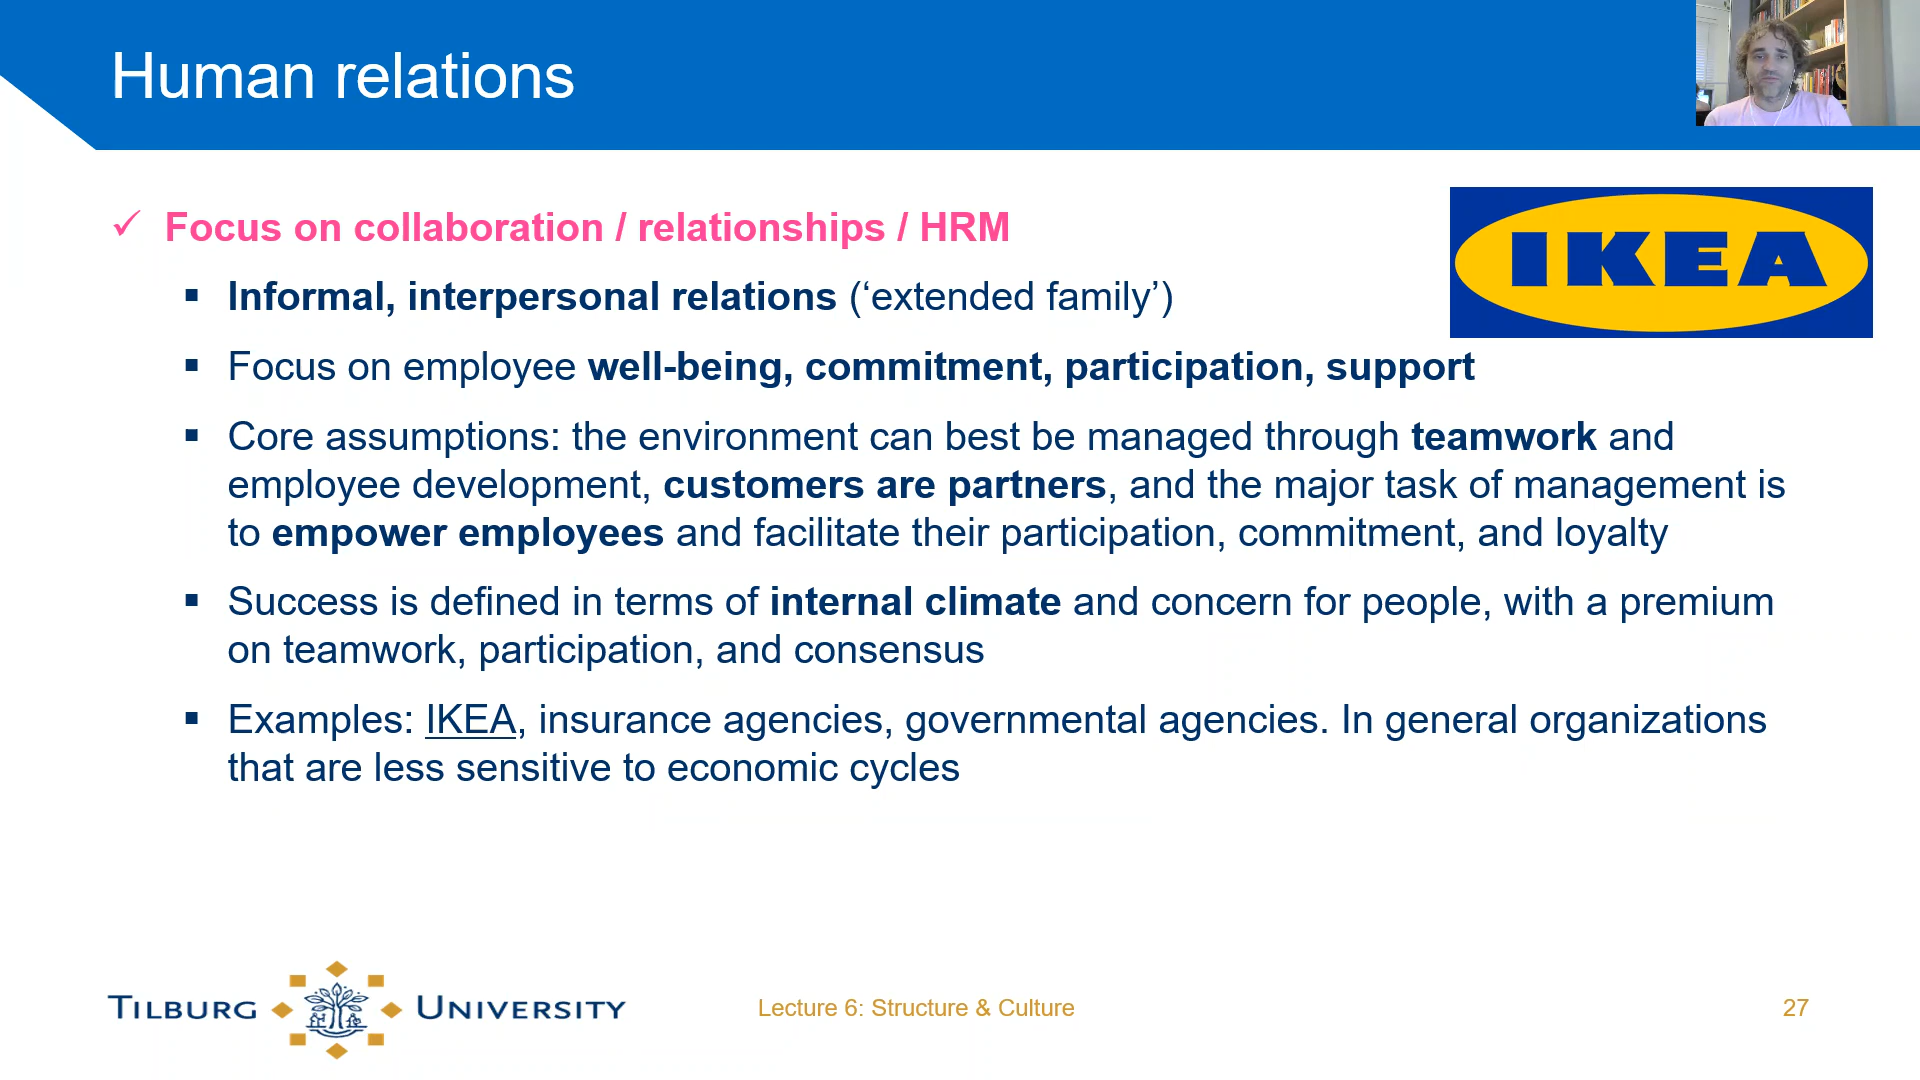 Human relations
✓ Focus on collaboration / relationships / HRM
IKEA
▪ Informal, interpersonal relations (‘extended family’)
▪ Focus on employee well-being, commitment, participation, support
▪ Core assumptions: the environment can best be managed through teamwork and
employee development, customers are partners, and the major task of management is
to empower employees and facilitate their participation, commitment, and loyalty
▪ Success is defined in terms of internal climate and concern for people, with a premium
on teamwork, participation, and consensus
▪ Examples: IKEA, insurance agencies, governmental agencies. In general organizations
that are less sensitive to economic cycles
TILBURG UNIVERSITY
Lecture 6: Structure & Culture
27